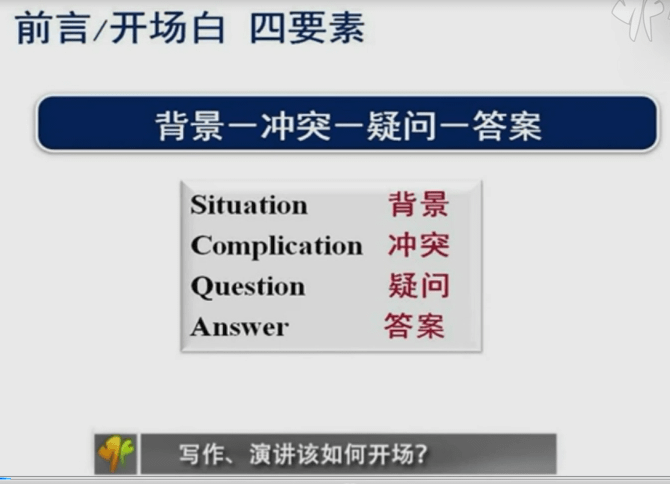 前言/开场白 四要素
背景—冲突—疑问—答案
Situation 背景
Complication 冲突
Question 疑问
Answer 答案
写作、演讲该如何开场?